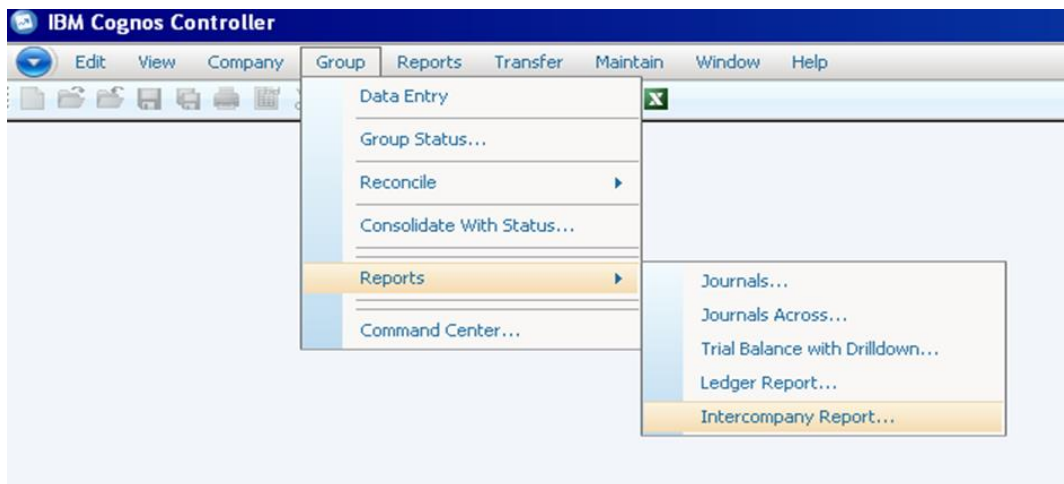 IBM Cognos Controller
Edit View Company Group Reports Transfer Maintain Window Help
Data Entry
Group Status...
Reconcile
Consolidate With Status...
Reports
Command Center...
Journals...
Journals Across...
Trial Balance with Drilldown...
Ledger Report...
Intercompany Report...